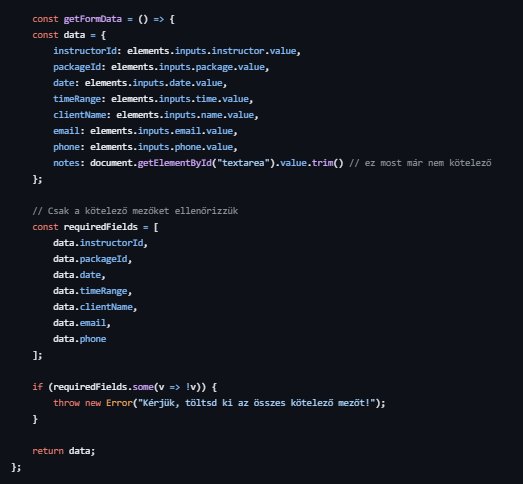 const getFormData = () => {
const data = {
instructorId: elements.inputs.instructor.value,
packageId: elements.inputs.package.value,
date: elements.inputs.date.value,
timeRange: elements.inputs.time.value,
clientName: elements.inputs.name.value,
email: elements.inputs.email.value,
phone: elements.inputs.phone.value,
notes: document.getElementById("textarea").value.trim() // ez most már nem kötelező
};
// Csak a kötelező mezőket ellenőrizzük
const requiredFields = [
data.instructorId,
data.packageId,
data.date,
data.timeRange,
data.clientName,
data.email,
data.phone
];
if (requiredFields.some(v => !v)) {
throw new Error("Kérjük, töltsd ki az összes kötelező mezőt!");
}
return data;
};